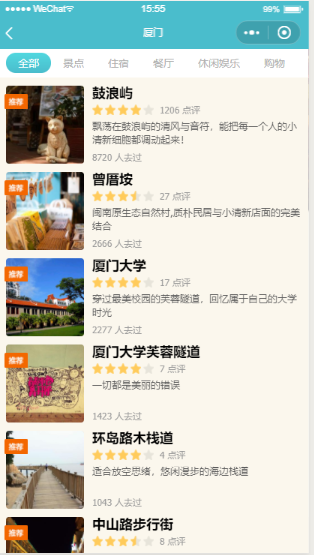 WeChat 15:55 99%
厦门
全部 景点 住宿 餐厅 休闲娱乐 购物
推荐
鼓浪屿
1206 点评
飘荡在鼓浪屿的清风与音符，能把每一个人的小
清新细胞都调动起来！
8720 人去过
推荐
曾厝垵
27 点评
闽南原生态自然村,质朴民居与小清新店面的完美
结合
2666 人去过
推荐
厦门大学
17 点评
穿过最美校园的芙蓉隧道，回忆属于自己的大学
时光
2277 人去过
推荐
厦门大学芙蓉隧道
7 点评
一切都是美丽的错误
1423 人去过
推荐
环岛路木栈道
4 点评
适合放空思绪，悠闲漫步的海边栈道
1043 人去过
推荐
中山路步行街
8 点评